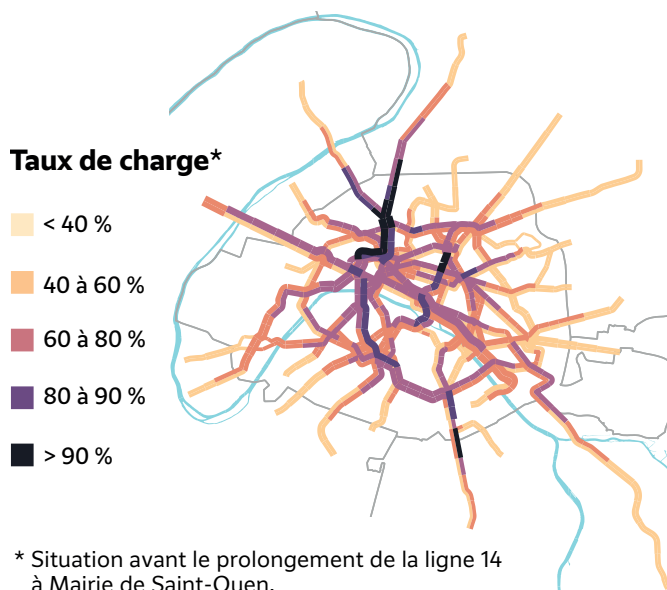 Taux de charge*
< 40 %
40 à 60 %
60 à 80 %
80 à 90 %
> 90 %
* Situation avant le prolongement de la ligne 14
à Mairie de Saint-Ouen.